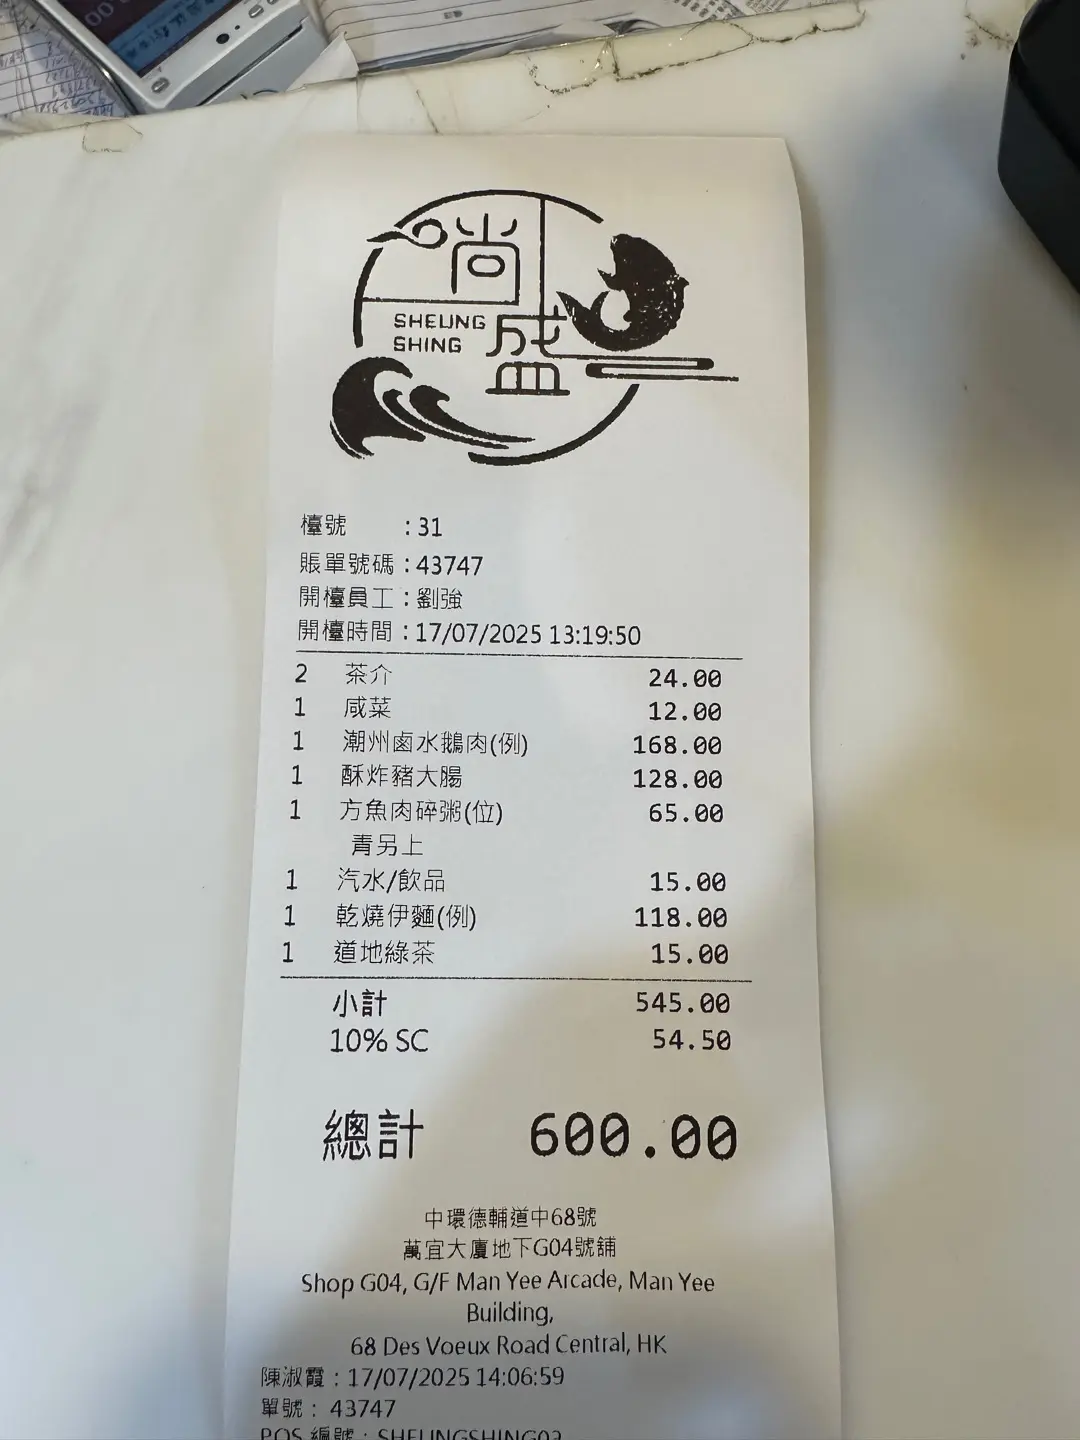 尚盛
SHEUNG
SHING
檯號 : 31
賬單號碼 : 43747
開檯員工 : 劉強
開檯時間 : 17/07/2025 13:19:50
2 茶介 24.00
1 咸菜 12.00
1 潮州鹵水鵝肉(例) 168.00
1 酥炸豬大腸 128.00
1 方魚肉碎粥(位) 65.00
青另上
1 汽水/飲品 15.00
1 乾燒伊麵(例) 118.00
1 道地綠茶 15.00
小計 545.00
10% SC 54.50
總計 600.00
中環德輔道中68號
萬宜大廈地下G04號舖
Shop G04, G/F Man Yee Arcade, Man Yee
Building,
68 Des Voeux Road Central, HK
陳淑霞 : 17/07/2025 14:06:59
單號 : 43747
POS 編號 : SHEUNGSHING03